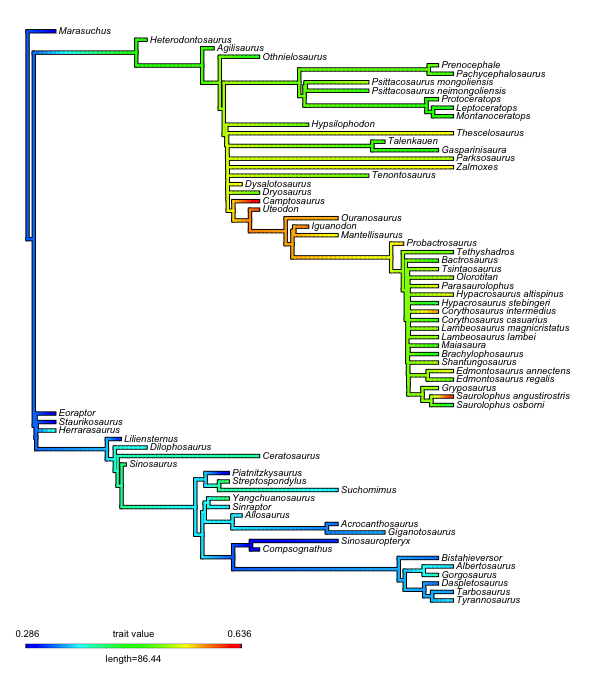 Marasuchus
Heterodontosaurus
Agilisaurus
Othnielosaurus
Prenocephale
Pachycephalosaurus
Psittacosaurus mongoliensis
Psittacosaurus neimongoliensis
Protoceratops
Leptoceratops
Montanoceratops
Hypsilophodon
Thescelosaurus
Talenkauen
Gasparinisaura
Parksosaurus
Zalmoxes
Tenontosaurus
Dysalotosaurus
Dryosaurus
Camptosaurus
Uteodon
Ouranosaurus
Iguanodon
Mantellisaurus
Probactrosaurus
Tethyshadros
Bactrosaurus
Tsintaosaurus
Olorotitan
Parasaurolophus
Hypacrosaurus altispinus
Hypacrosaurus stebingeri
Corythosaurus intermedius
Corythosaurus casuarius
Lambeosaurus magnicristatus
Lambeosaurus lambei
Maiasaura
Brachylophosaurus
Shantungosaurus
Edmontosaurus annectens
Edmontosaurus regalis
Gryposaurus
Saurolophus angustirostris
Saurolophus osborni
Eoraptor
Staurikosaurus
Herrarasaurus
Liliensternus
Dilophosaurus
Ceratosaurus
Sinosaurus
Piatnitzkysaurus
Streptospondylus
Suchomimus
Yangchuanosaurus
Sinraptor
Allosaurus
Acrocanthosaurus
Giganotosaurus
Sinosauropteryx
Compsognathus
Bistahieversor
Albertosaurus
Gorgosaurus
Daspletosaurus
Tarbosaurus
Tyrannosaurus
0.286 trait value 0.636
length=86.44